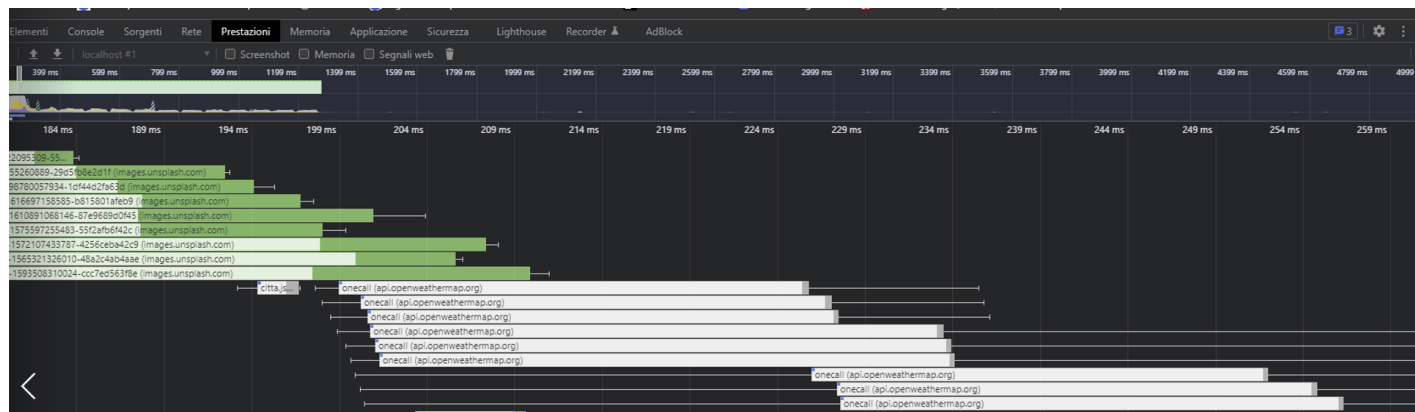 Elementi Console Sorgenti Rete Prestazioni Memoria Applicazione Sicurezza Lighthouse Recorder AdBlock 3
localhost #1 Screenshot Memoria Segnali web
399 ms 599 ms 799 ms 999 ms 1199 ms 1399 ms 1599 ms 1799 ms 1999 ms 2199 ms 2399 ms 2599 ms 2799 ms 2999 ms 3199 ms 3399 ms 3599 ms 3799 ms 3999 ms 4199 ms 4399 ms 4599 ms 4799 ms 4999
184 ms 189 ms 194 ms 199 ms 204 ms 209 ms 214 ms 219 ms 224 ms 229 ms 234 ms 239 ms 244 ms 249 ms 254 ms 259 ms
22095309-55...
55260889-29d5fb8e2d1f (images.unsplash.com)
98780057934-1df44d2fa63d (images.unsplash.com)
-616697158585-b815801afeb9 (images.unsplash.com)
1610891068146-87e9689d0f45 (images.unsplash.com)
-1575597255483-55f2afb6f42c (images.unsplash.com)
-1572107433787-4256ceba42c9 (images.unsplash.com)
-1565321326010-48a2c4ab4aae (images.unsplash.com)
-1593508310024-ccc7ed563f8e (images.unsplash.com)
citta.js... onecall (api.openweathermap.org)
onecall (api.openweathermap.org)
onecall (api.openweathermap.org)
onecall (api.openweathermap.org)
onecall (api.openweathermap.org)
onecall (api.openweathermap.org)
onecall (api.openweathermap.org)
onecall (api.openweathermap.org)
onecall (api.openweathermap.org)